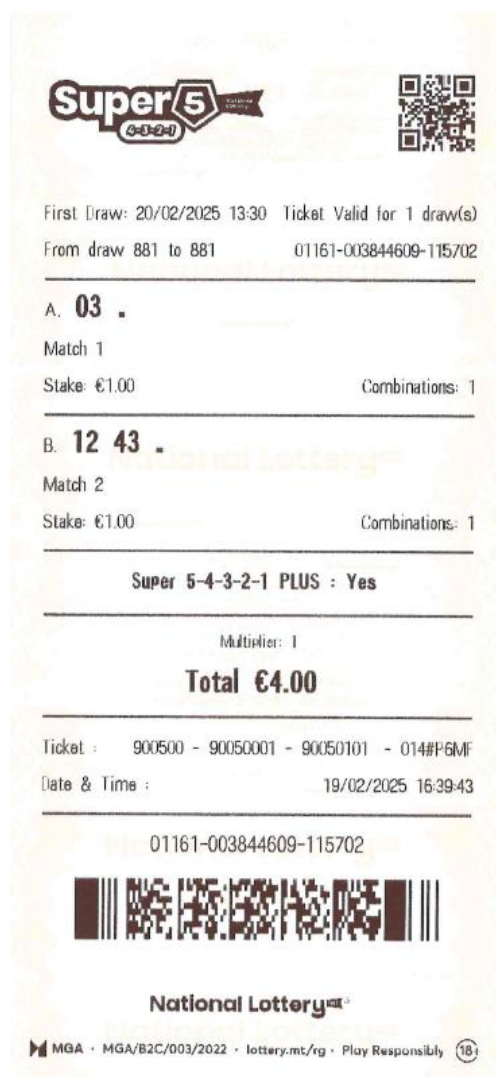 Super 5
National Lottery
4-3-2-1
First Draw: 20/02/2025 13:30 Ticket Valid for 1 draw(s)
From draw 881 to 881 01161-003844609-115702
A. 03 .
Match 1
Stake: €1.00 Combinations: 1
B. 12 43 .
Match 2
Stake: €1.00 Combinations: 1
Super 5-4-3-2-1 PLUS : Yes
Multiplier: 1
Total €4.00
Ticket : 900500 - 90050001 - 90050101 - 014#P6MF
Date & Time : 19/02/2025 16:39:43
01161-003844609-115702
National Lottery
MGA · MGA/B2C/003/2022 · lottery.mt/rg · Play Responsibly 18+